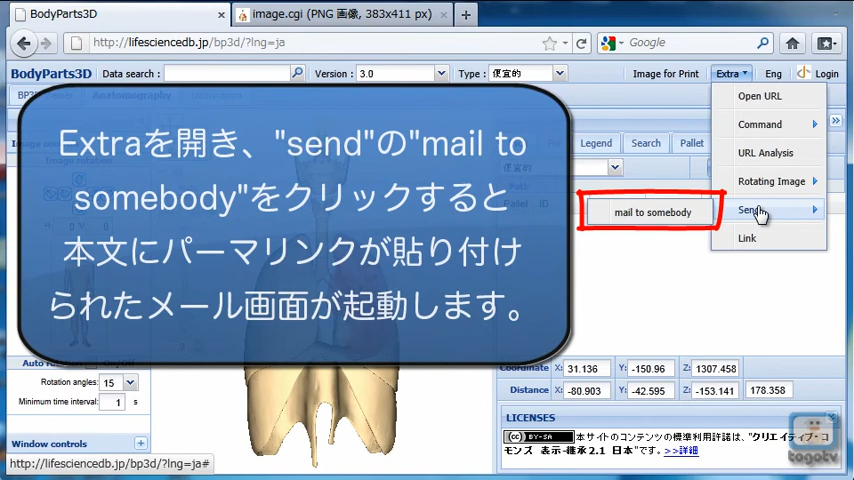 BodyParts3D
image.cgi (PNG 画像, 383x411 px)
http://lifesciencedb.jp/bp3d/?lng=ja
Google
BodyParts3D Data search : Version : 3.0 Type : 便宜的 Image for Print Extra Eng Login
Open URL
Command
URL Analysis
Rotating Image
Send
Link
mail to somebody
Legend Search Pallet
便宜的
Extraを開き、"send"の"mail to
somebody"をクリックすると
本文にパーマリンクが貼り付け
られたメール画面が起動します。
Rotation angles: 15
Minimum time interval: 1 s
Window controls
Coordinate X: 31.136 Y: -150.96 Z: 1307.458
Distance X: -80.903 Y: -42.595 Z: -153.141 178.358
LICENSES
(cc) BY-SA 本サイトのコンテンツの標準利用許諾は、"クリエイティブ・コ
モンズ 表示-継承2.1 日本"です。>>詳細
togotv
http://lifesciencedb.jp/bp3d/?lng=ja#